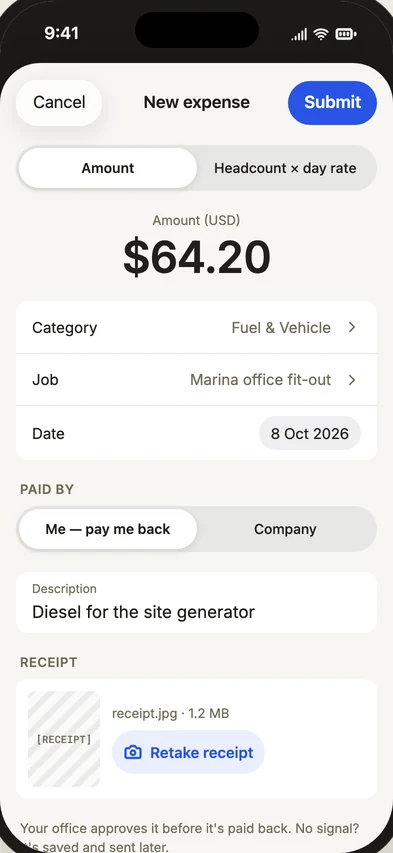 9:41
Cancel
New expense
Submit
Amount
Headcount × day rate
Amount (USD)
$64.20
Category
Fuel & Vehicle
Job
Marina office fit-out
Date
8 Oct 2026
PAID BY
Me — pay me back
Company
Description
Diesel for the site generator
RECEIPT
[RECEIPT]
receipt.jpg · 1.2 MB
Retake receipt
Your office approves it before it's paid back. No signal?
It's saved and sent later.